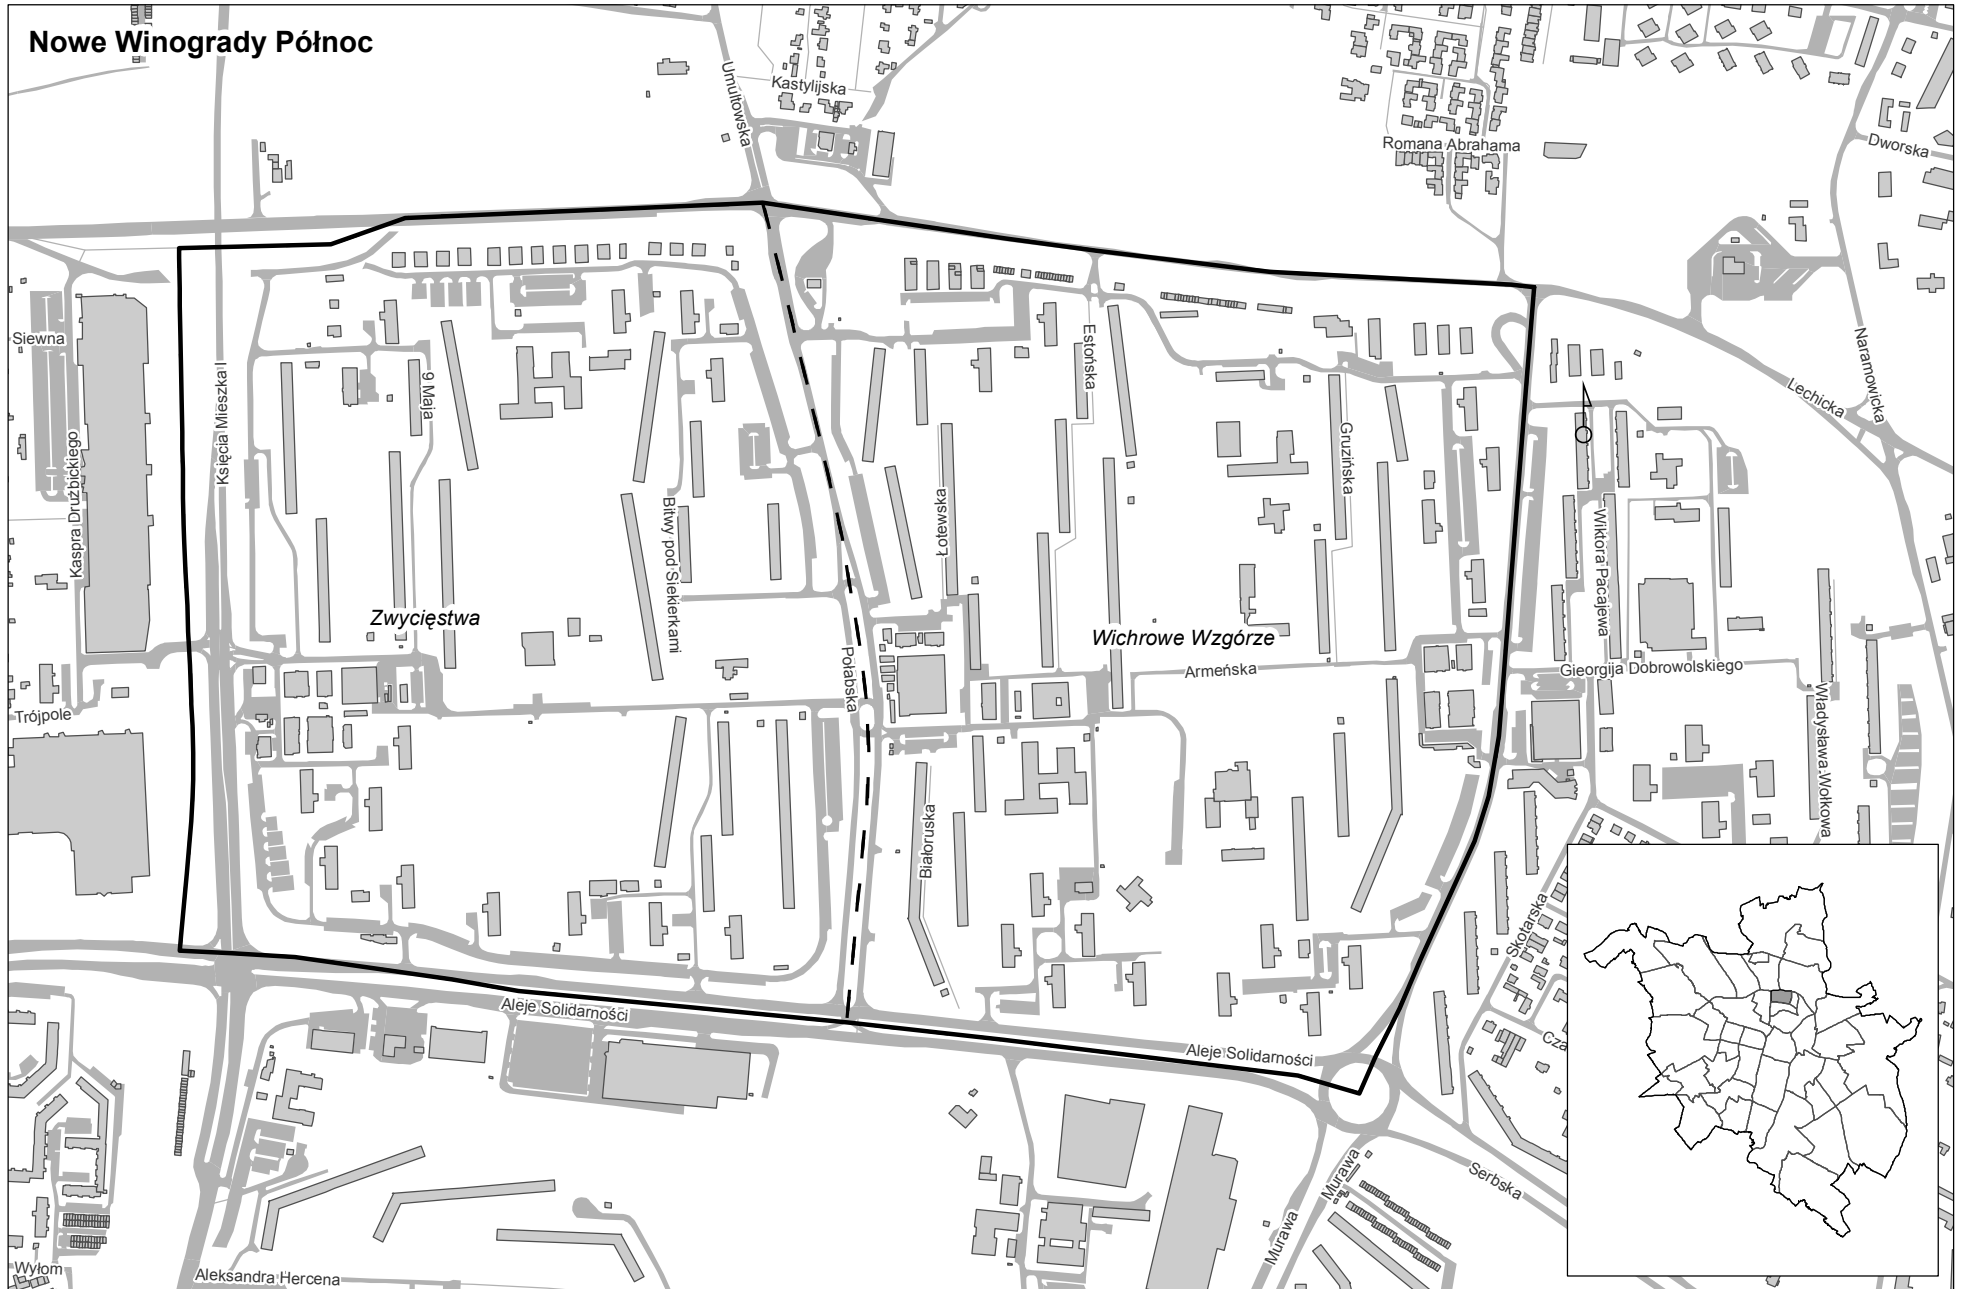 Nowe Winogrady Północ
Umultowska
Kastylijska
Romana Abrahama
Dworska
Siewna
Księcia Mieszka I
9 Maja
Estońska
Gruzińska
Naramowicka
Lechicka
Kaspra Drużbickiego
Bitwy pod Siekierkami
Łotewska
Wiktora Pacajewa
Zwycięstwa
Wichrowe Wzgórze
Połabska
Armeńska
Gieorgija Dobrowolskiego
Władysława Wołkowa
Trójpole
Białoruska
Skotarska
Aleje Solidarności
Aleje Solidarności
Cza
Murawa
Murawa
Serbska
Wyłom
Aleksandra Hercena